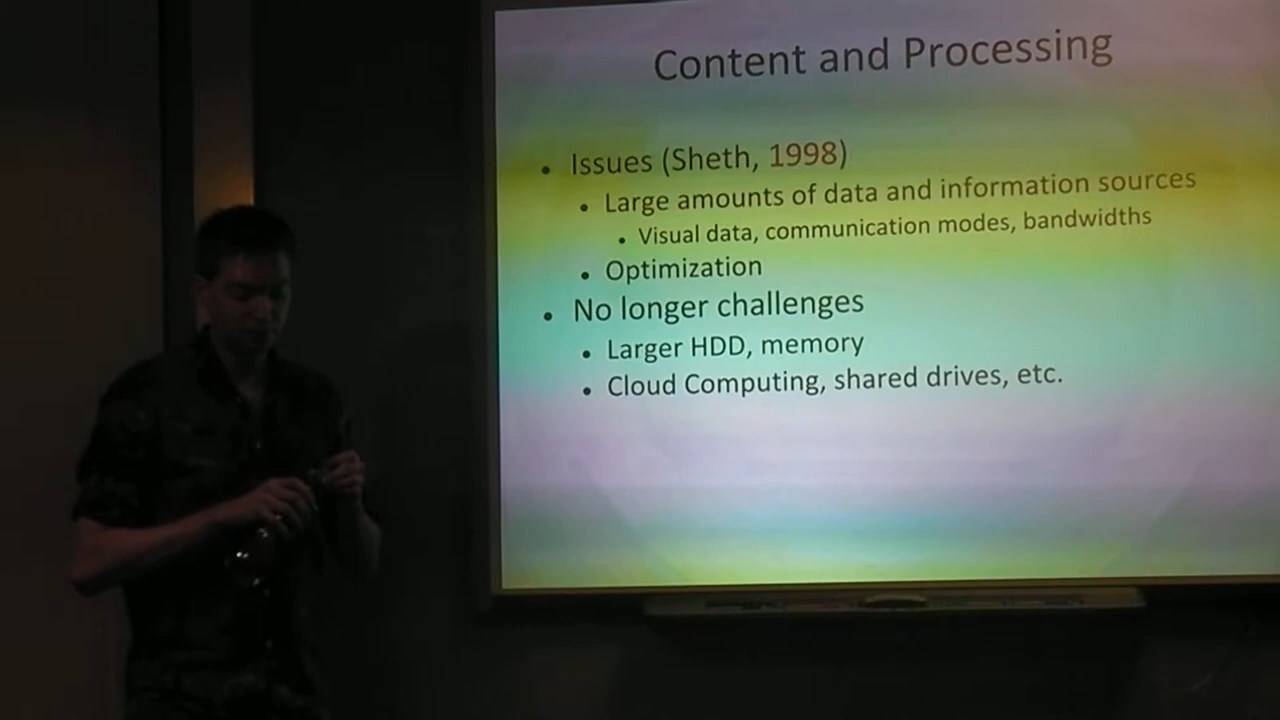 Content and Processing
• Issues (Sheth, 1998)
• Large amounts of data and information sources
• Visual data, communication modes, bandwidths
• Optimization
• No longer challenges
• Larger HDD, memory
• Cloud Computing, shared drives, etc.